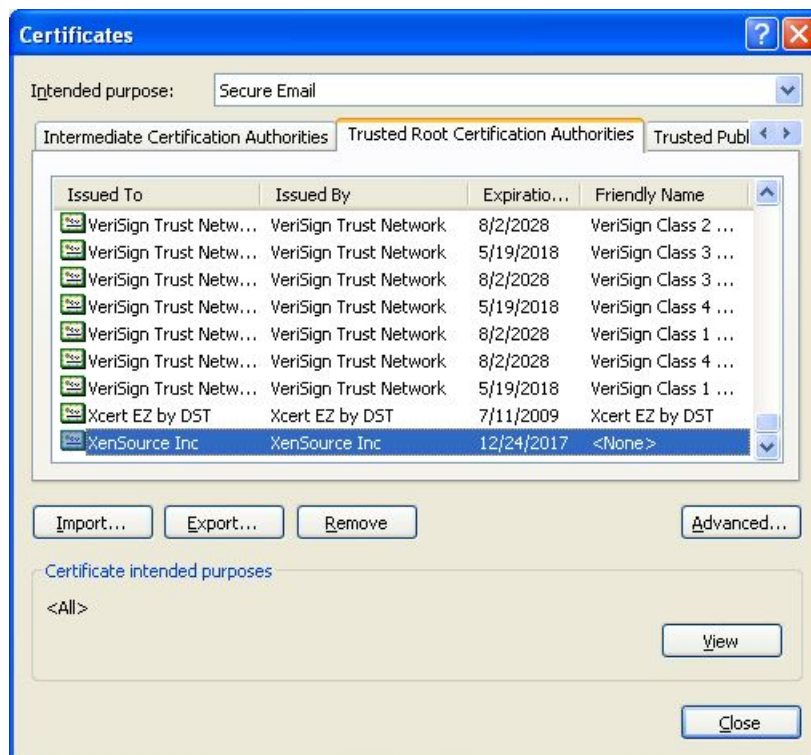 Certificates
Intended purpose: Secure Email
Intermediate Certification Authorities Trusted Root Certification Authorities Trusted Publ
Issued To Issued By Expiratio... Friendly Name
VeriSign Trust Netw... VeriSign Trust Network 8/2/2028 VeriSign Class 2 ...
VeriSign Trust Netw... VeriSign Trust Network 5/19/2018 VeriSign Class 3 ...
VeriSign Trust Netw... VeriSign Trust Network 8/2/2028 VeriSign Class 3 ...
VeriSign Trust Netw... VeriSign Trust Network 5/19/2018 VeriSign Class 4 ...
VeriSign Trust Netw... VeriSign Trust Network 8/2/2028 VeriSign Class 1 ...
VeriSign Trust Netw... VeriSign Trust Network 8/2/2028 VeriSign Class 4 ...
VeriSign Trust Netw... VeriSign Trust Network 5/19/2018 VeriSign Class 1 ...
Xcert EZ by DST Xcert EZ by DST 7/11/2009 Xcert EZ by DST
XenSource Inc XenSource Inc 12/24/2017 <None>
Import... Export... Remove Advanced...
Certificate intended purposes
<All>
View
Close